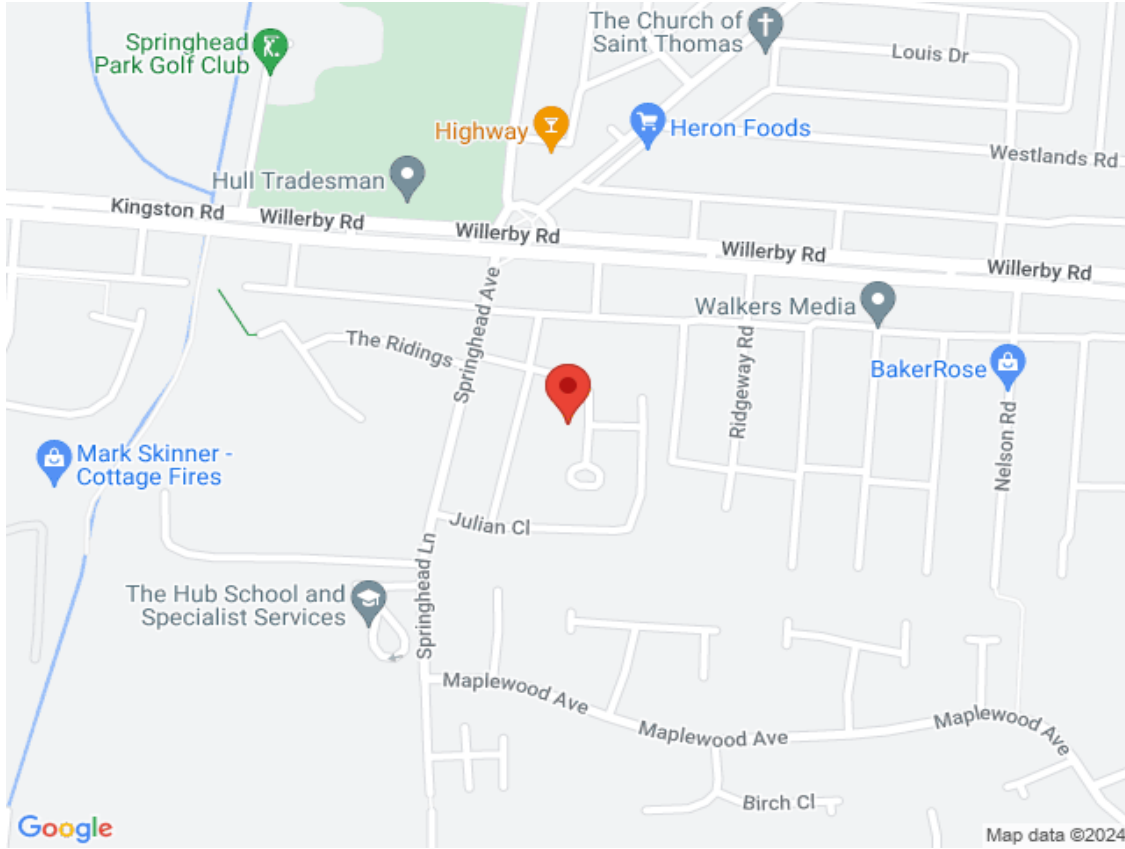 The Church of
Saint Thomas
Springhead
Park Golf Club
Louis Dr
Highway
Heron Foods
Westlands Rd
Hull Tradesman
Kingston Rd
Willerby Rd
Willerby Rd
Willerby Rd
Willerby Rd
Springhead Ave
Walkers Media
The Ridings
Ridgeway Rd
BakerRose
Nelson Rd
Mark Skinner -
Cottage Fires
Julian Cl
Springhead Ln
The Hub School and
Specialist Services
Maplewood Ave
Maplewood Ave
Maplewood Ave
Birch Cl
Google
Map data ©2024